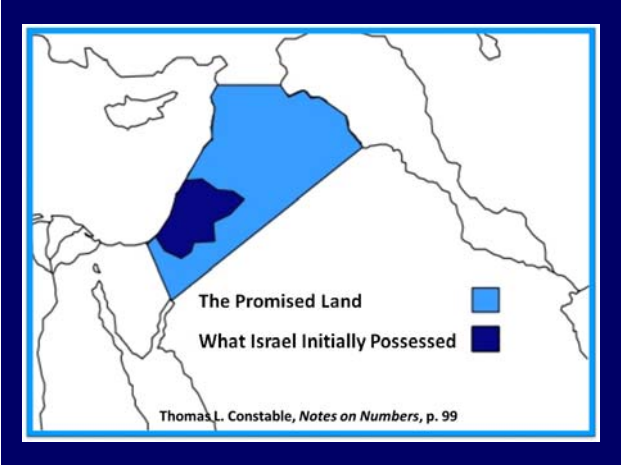 The Promised Land
What Israel Initially Possessed
Thomas L. Constable, Notes on Numbers, p. 99